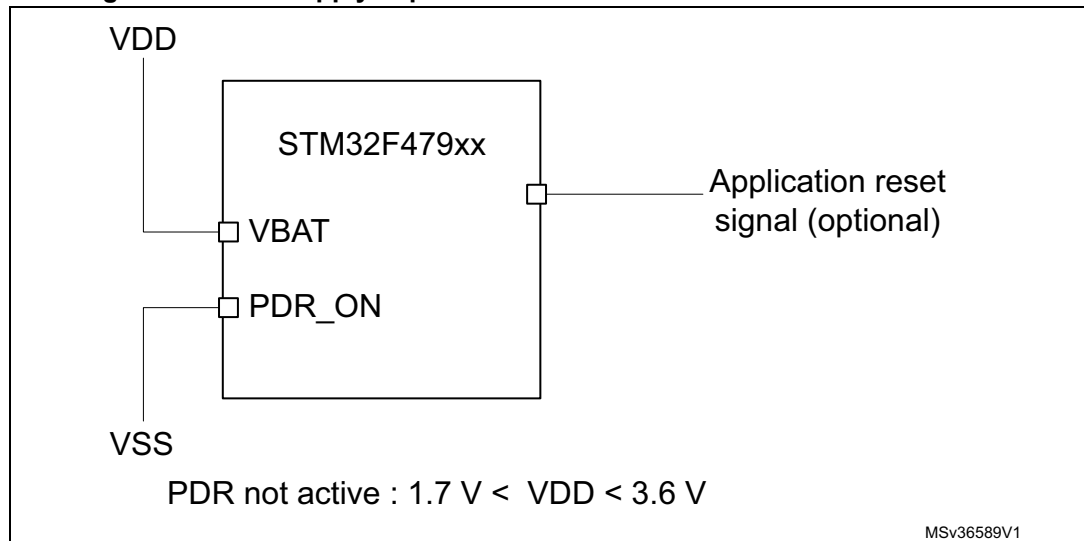 VDD
STM32F479xx
Application reset
signal (optional)
VBAT
PDR_ON
VSS
PDR not active : 1.7 V < VDD < 3.6 V
MSv36589V1